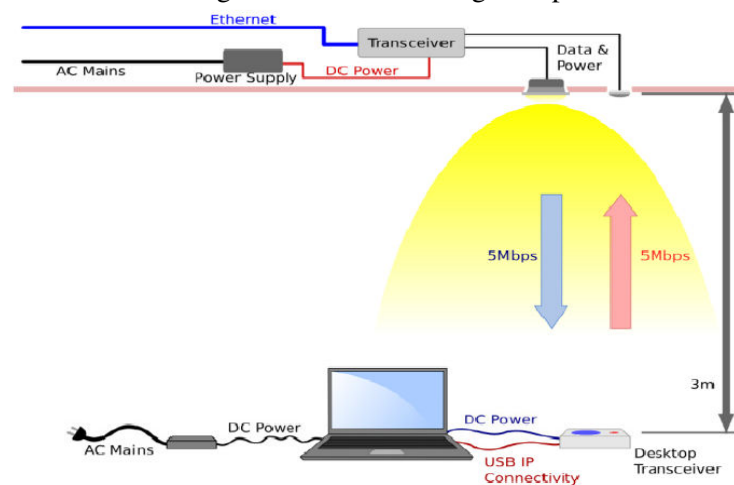 Ethernet
Transceiver
Data &
Power
AC Mains
Power Supply
DC Power
5Mbps
5Mbps
3m
DC Power
DC Power
AC Mains
USB IP
Connectivity
Desktop
Transceiver